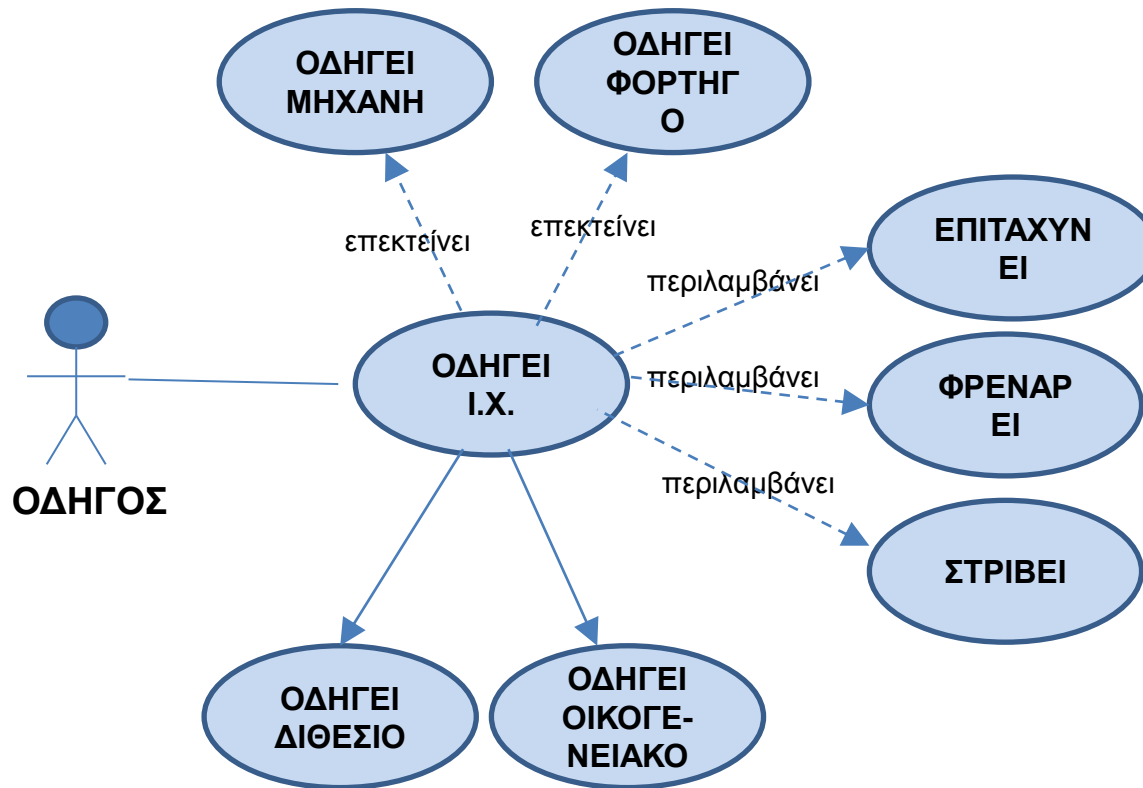 ΟΔΗΓΕΙ
ΜΗΧΑΝΗ
ΟΔΗΓΕΙ
ΦΟΡΤΗΓ
Ο
επεκτείνει
επεκτείνει
περιλαμβάνει
ΕΠΙΤΑΧΥΝ
ΕΙ
ΟΔΗΓΕΙ
Ι.Χ.
περιλαμβάνει
ΦΡΕΝΑΡ
ΕΙ
ΟΔΗΓΟΣ
περιλαμβάνει
ΣΤΡΙΒΕΙ
ΟΔΗΓΕΙ
ΔΙΘΕΣΙΟ
ΟΔΗΓΕΙ
ΟΙΚΟΓΕ-
ΝΕΙΑΚΟ